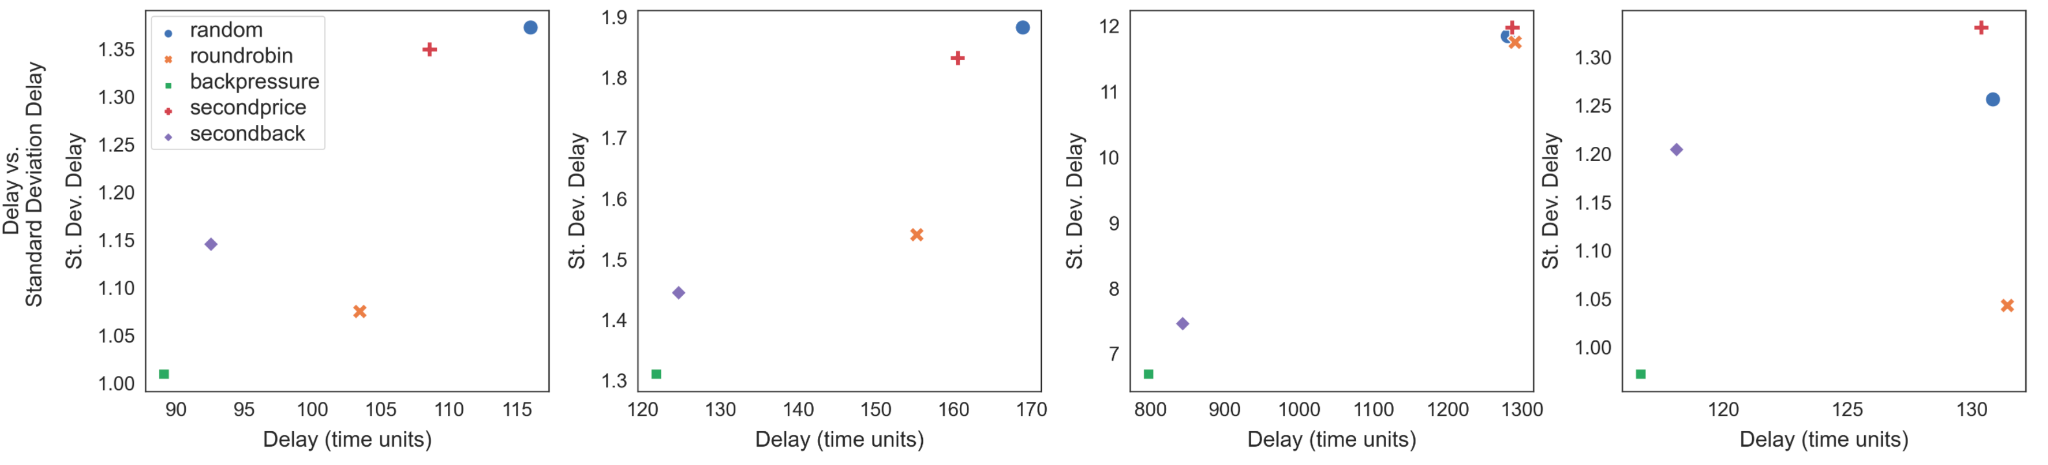 Delay vs.
Standard Deviation Delay
St. Dev. Delay
1.35
1.30
1.25
1.20
1.15
1.10
1.05
1.00
random
roundrobin
backpressure
secondprice
secondback
90 95 100 105 110 115
Delay (time units)
St. Dev. Delay
1.9
1.8
1.7
1.6
1.5
1.4
1.3
120 130 140 150 160 170
Delay (time units)
St. Dev. Delay
12
11
10
9
8
7
800 900 1000 1100 1200 1300
Delay (time units)
St. Dev. Delay
1.30
1.25
1.20
1.15
1.10
1.05
1.00
120 125 130
Delay (time units)